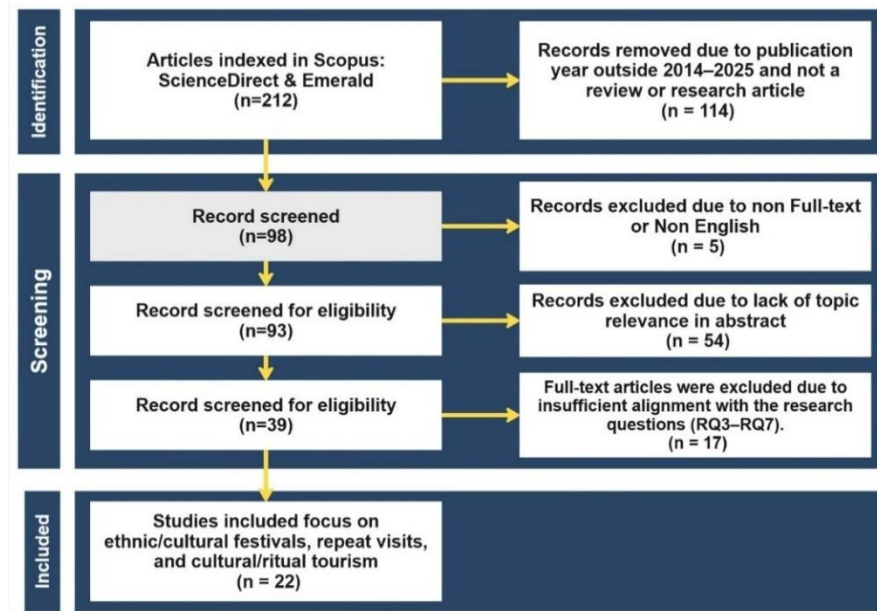 Identification
Articles indexed in Scopus:
ScienceDirect & Emerald
(n=212)
Records removed due to publication
year outside 2014–2025 and not a
review or research article
(n = 114)
Screening
Record screened
(n=98)
Records excluded due to non Full-text
or Non English
(n = 5)
Record screened for eligibility
(n=93)
Records excluded due to lack of topic
relevance in abstract
(n = 54)
Record screened for eligibility
(n=39)
Full-text articles were excluded due to
insufficient alignment with the research
questions (RQ3–RQ7).
(n = 17)
Included
Studies included focus on
ethnic/cultural festivals, repeat visits,
and cultural/ritual tourism
(n = 22)